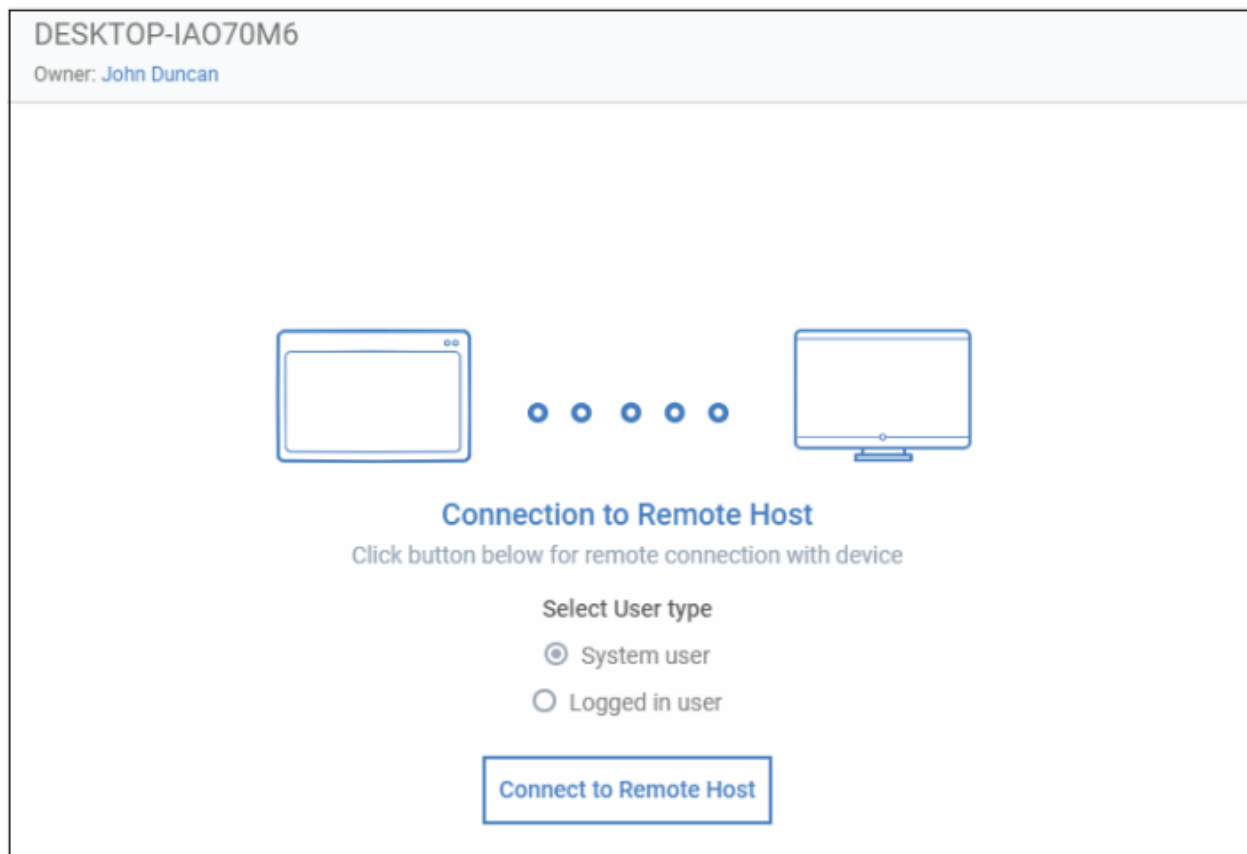 DESKTOP-IAO70M6
Owner: John Duncan
Connection to Remote Host
Click button below for remote connection with device
Select User type
System user
Logged in user
Connect to Remote Host